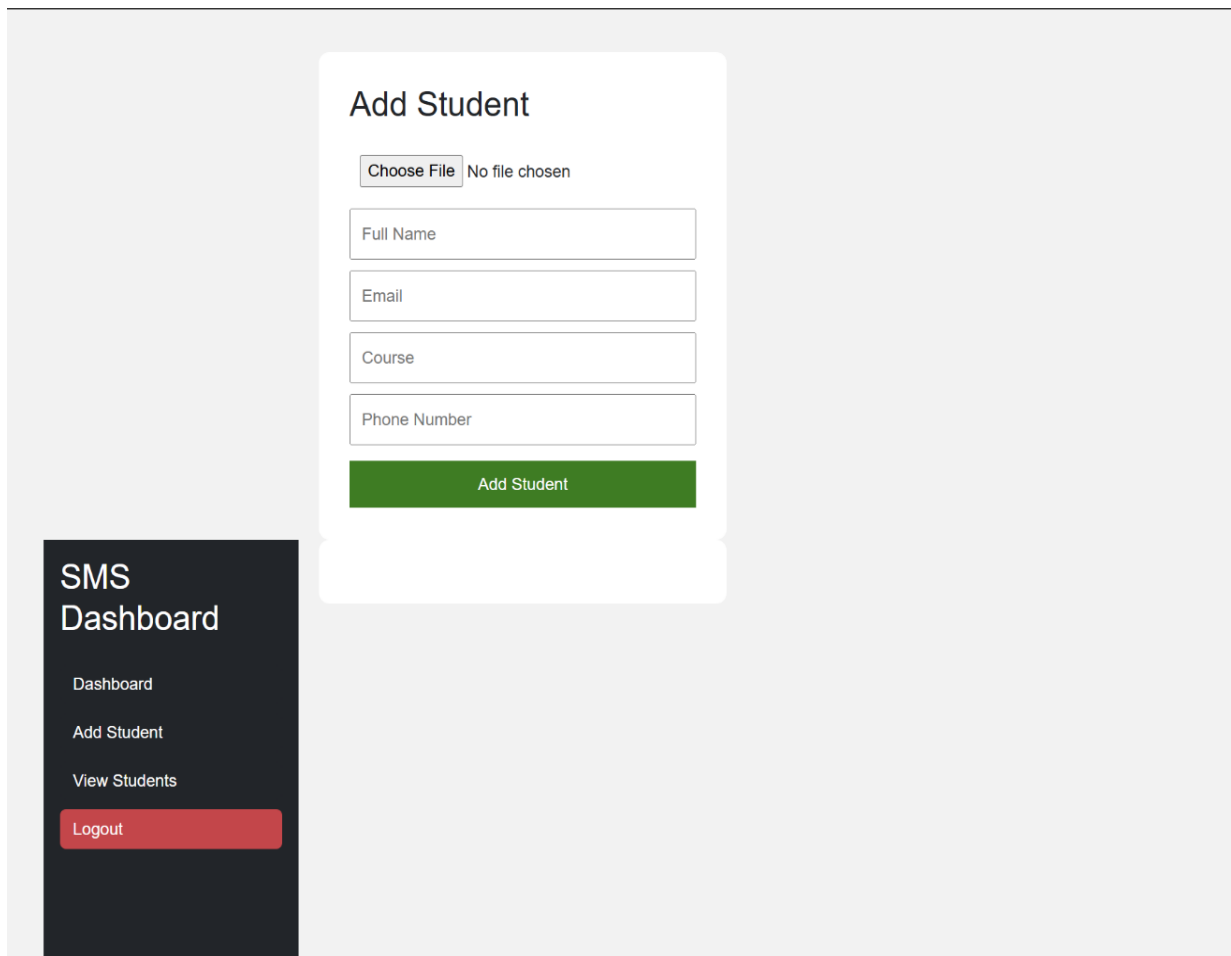 Add Student
Choose File No file chosen
Full Name
Email
Course
Phone Number
Add Student
SMS
Dashboard
Dashboard
Add Student
View Students
Logout